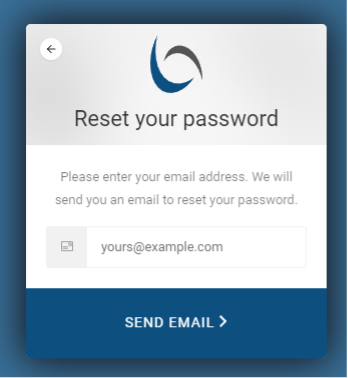 Reset your password
Please enter your email address. We will
send you an email to reset your password.
yours@example.com
SEND EMAIL